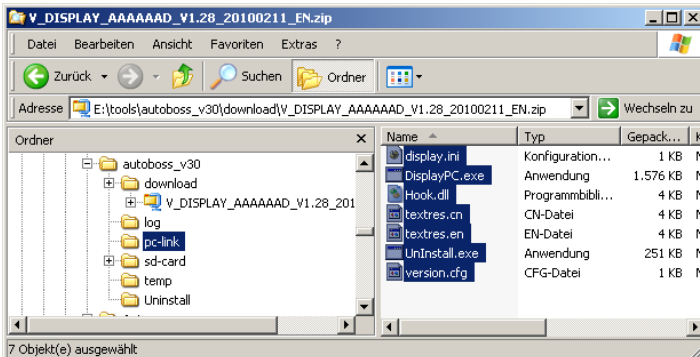 V_DISPLAY_AAAAAAD_V1.28_20100211_EN.zip
Datei Bearbeiten Ansicht Favoriten Extras ?
Zurück Suchen Ordner
Adresse E:\tools\autoboss_v30\download\V_DISPLAY_AAAAAAD_V1.28_20100211_EN.zip Wechseln zu
Ordner x
autoboss_v30
download
V_DISPLAY_AAAAAAD_V1.28_201
log
pc-link
sd-card
temp
Uninstall
Name Typ Gepack...
display.ini Konfiguration... 1 KB
DisplayPC.exe Anwendung 1.576 KB
Hook.dll Programmbibli... 4 KB
textres.cn CN-Datei 4 KB
textres.en EN-Datei 4 KB
UnInstall.exe Anwendung 251 KB
version.cfg CFG-Datei 1 KB
7 Objekt(e) ausgewählt